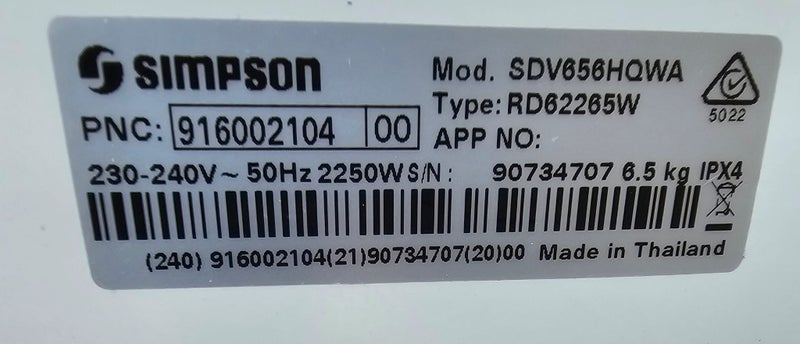 SIMPSON
Mod. SDV656HQWA
Type: RD62265W
5022
PNC: 916002104 00
APP NO:
230-240V ~ 50Hz 2250W S/N: 90734707 6.5 kg IPX4
(240) 916002104(21)90734707(20)00 Made in Thailand